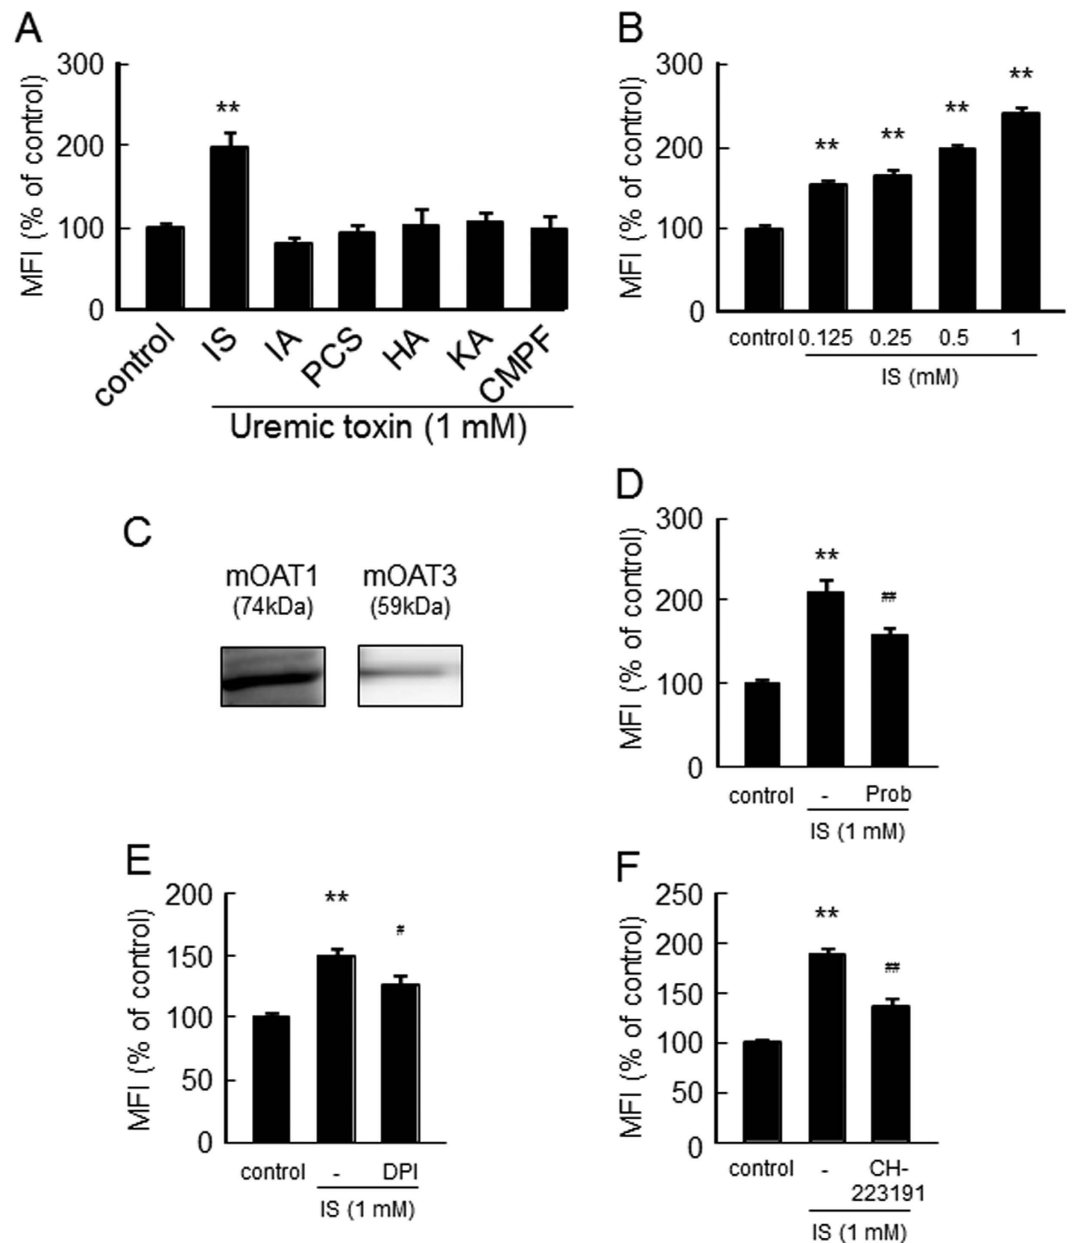 A
MFI (% of control)
300
200
100
0
**
control
IS
IA
PCS
HA
KA
CMPF
Uremic toxin (1 mM)
B
MFI (% of control)
300
200
100
0
**
**
**
**
control 0.125 0.25 0.5 1
IS (mM)
C
mOAT1
(74kDa)
mOAT3
(59kDa)
D
MFI (% of control)
300
200
100
0
**
##
control - Prob
IS (1 mM)
E
MFI (% of control)
200
150
100
50
0
**
#
control - DPI
IS (1 mM)
F
MFI (% of control)
250
200
150
100
50
0
**
##
control - CH-
223191
IS (1 mM)